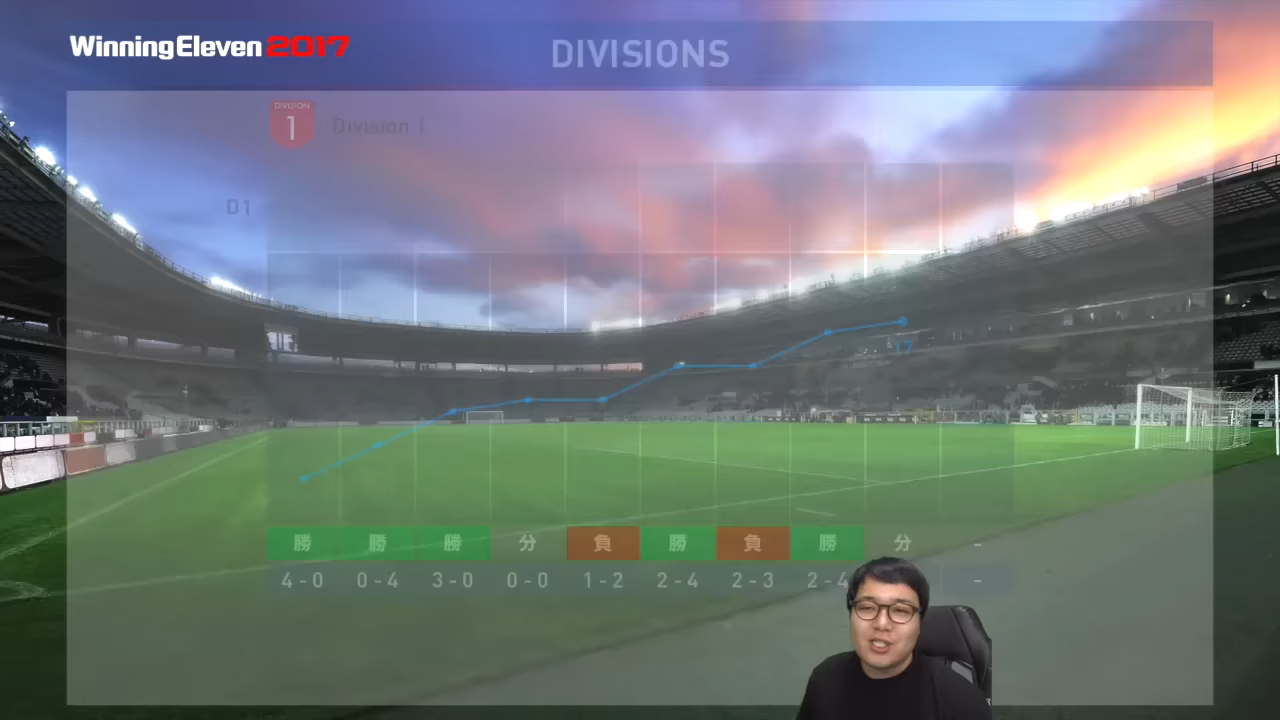 WinningEleven 2017
DIVISIONS
DIVISION
1
Division 1
D1
17
勝 勝 勝 分 負 勝 負 勝 分 -
4-0 0-4 3-0 0-0 1-2 2-4 2-3 2-4 -